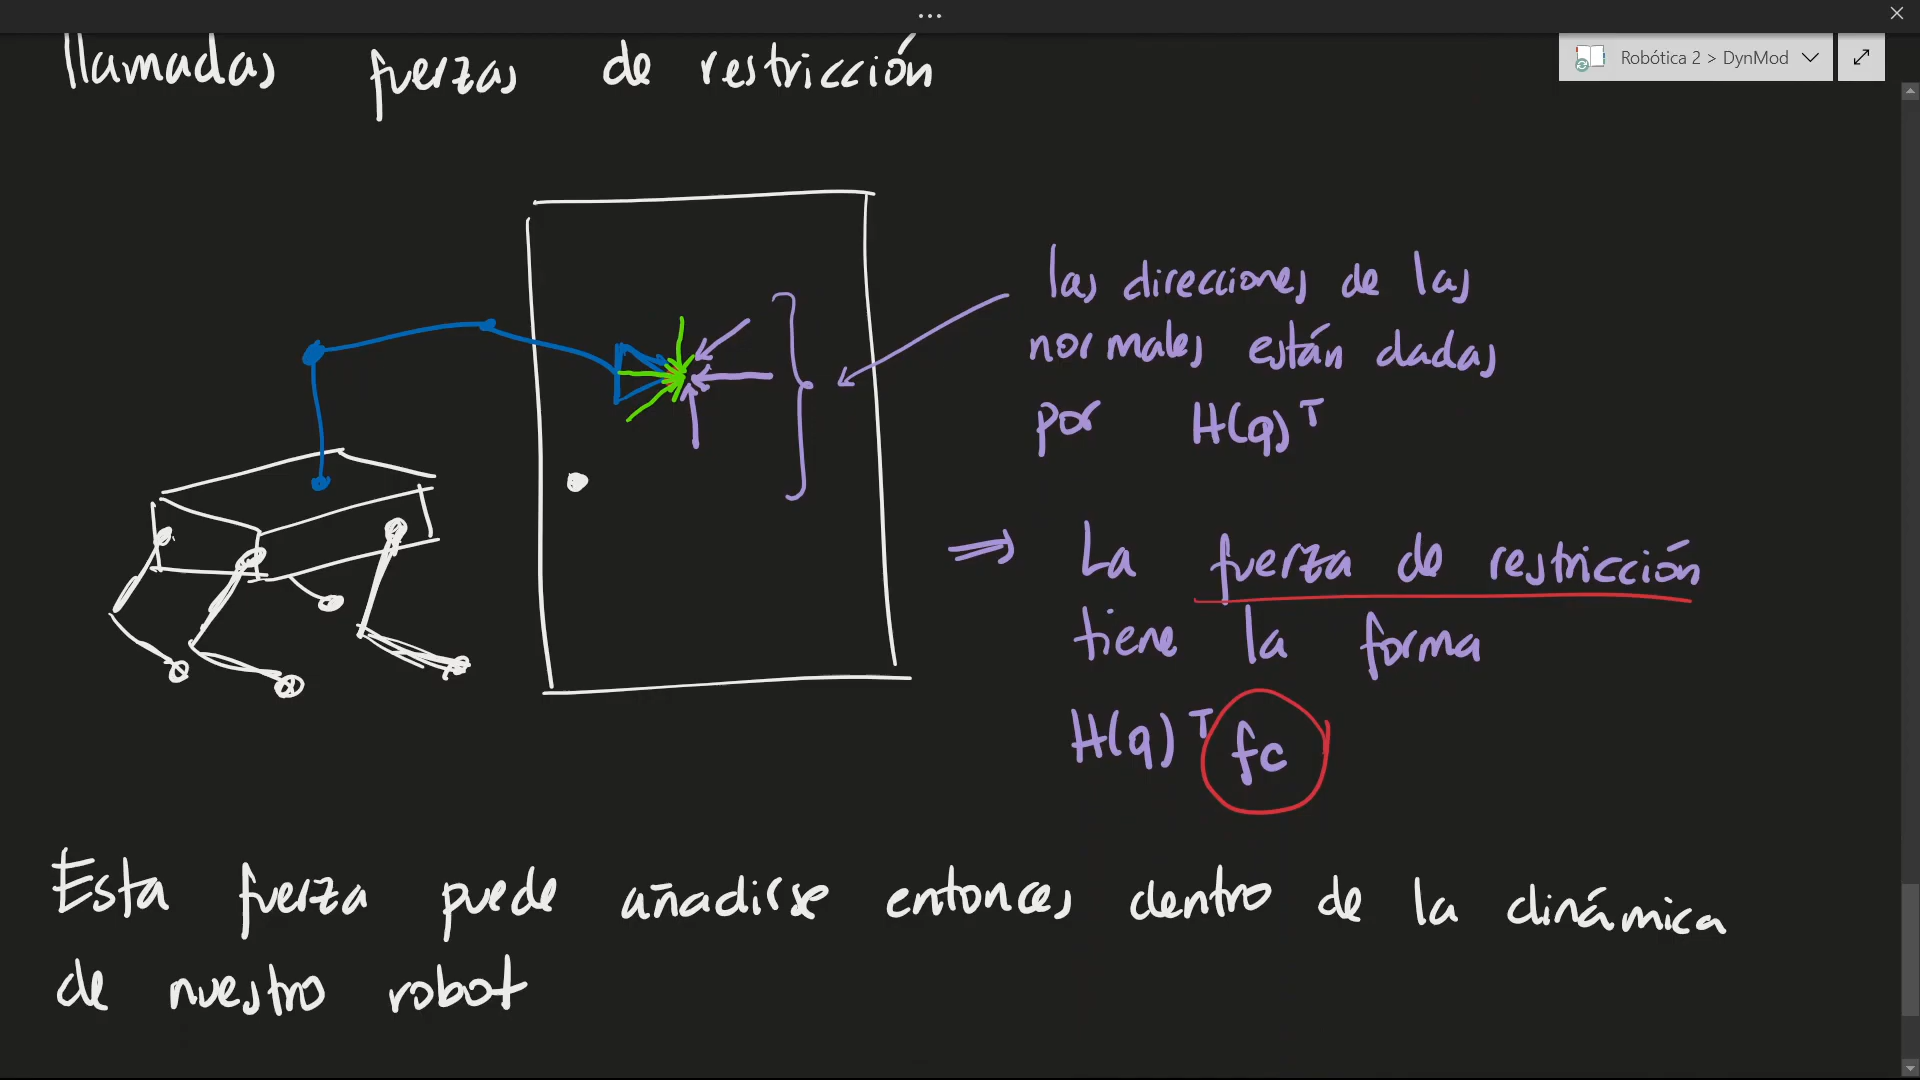 ...
Robótica 2 > DynMod
llamadas fuerzas de restricción
las direcciones de las
normales están dadas
por H(q)ᵀ
⇒ La fuerza de restricción
tiene la forma
H(q)ᵀ fc
Esta fuerza puede añadirse entonces dentro de la dinámica
de nuestro robot